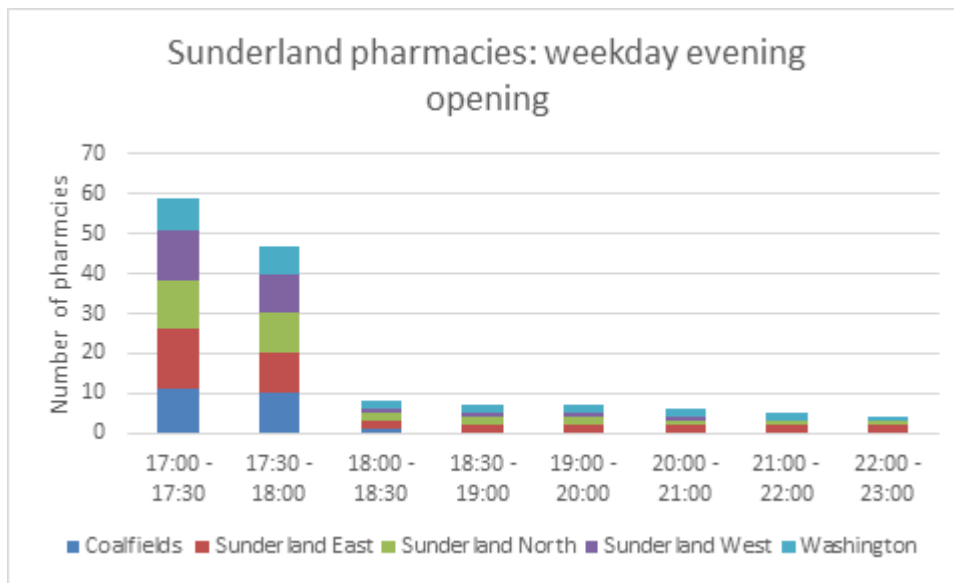 Sunderland pharmacies: weekday evening
opening
Number of pharmcies
70
60
50
40
30
20
10
0
17:00 - 17:30 - 18:00 - 18:30 - 19:00 - 20:00 - 21:00 - 22:00 -
17:30 18:00 18:30 19:00 20:00 21:00 22:00 23:00
Coalfields Sunderland East Sunderland North Sunderland West Washington